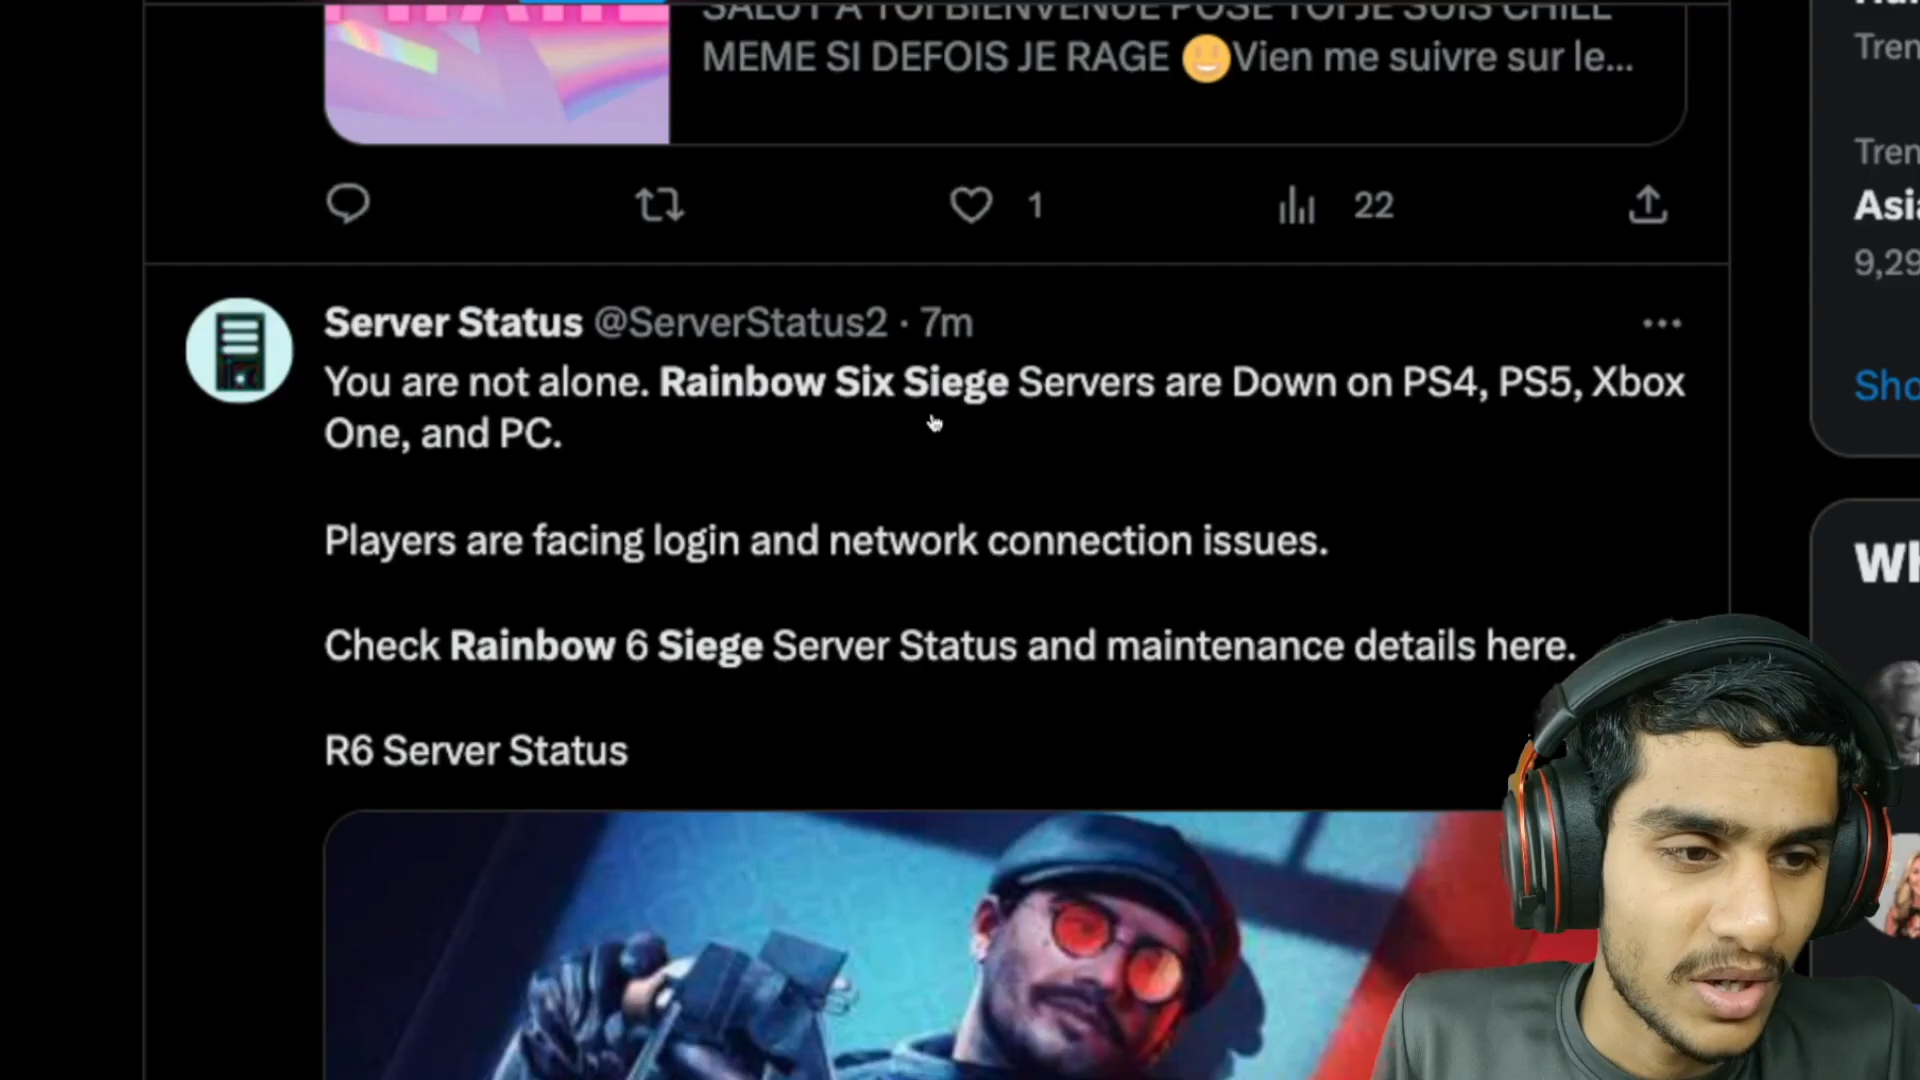 SALUT A TOI BIENVENUE POSE TOI JE SUIS CHILL
MEME SI DEFOIS JE RAGE 😃Vien me suivre sur le...
1
22
Server Status @ServerStatus2 · 7m
You are not alone. Rainbow Six Siege Servers are Down on PS4, PS5, Xbox
One, and PC.
Players are facing login and network connection issues.
Check Rainbow 6 Siege Server Status and maintenance details here.
R6 Server Status
Tren
Tren
Asia
9,29
Sho
Wh